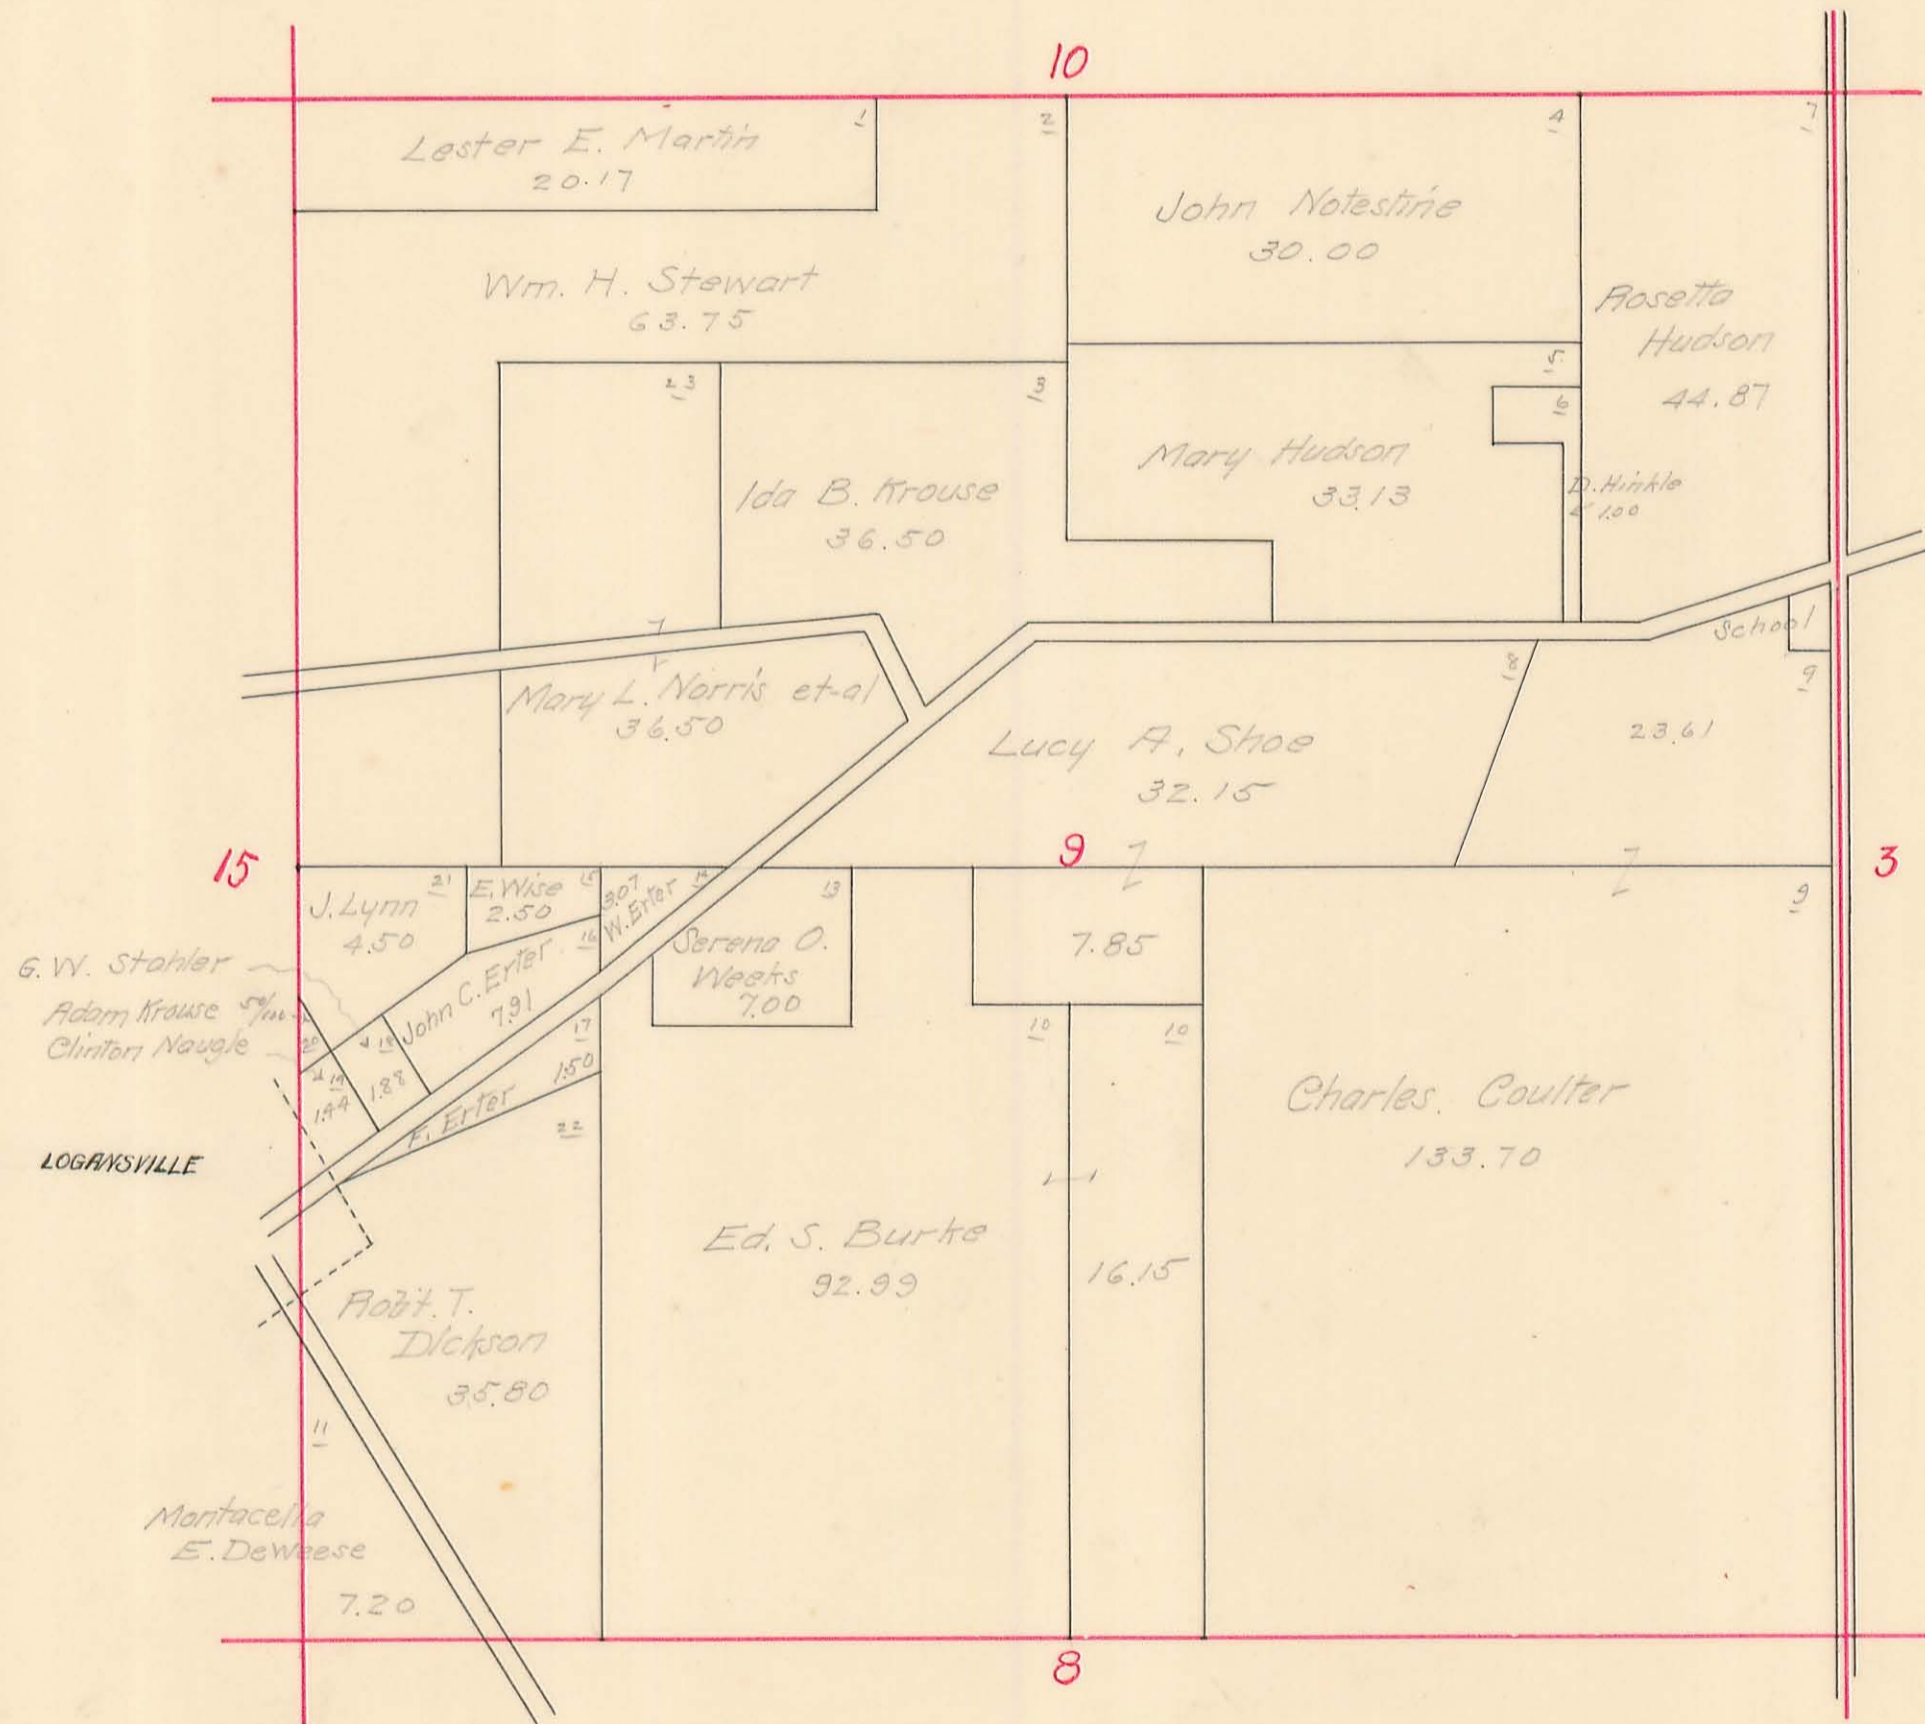 10
1
2
4
7
Lester E. Martin
20.17
John Notestine
30.00
Wm. H. Stewart
63.75
Rosetta
Hudson
44.87
23
3
5
6
Mary Hudson
33.13
D. Hinkle
1.00
Ida B. Krouse
36.50
School
8
9
Mary L. Norris et-al
36.50
Lucy A. Shoe
32.15
23.61
15
9
3
J. Lynn
4.50
21
E. Wise
2.50
15
3.07
W. Erter
14
13
9
Serena O.
Weeks
7.00
7.85
G. W. Stahler
Adam Krouse 50/100
Clinton Naugle
John C. Erter
7.91
16
17
20
18
19
1.44
1.88
F. Erter
1.50
22
10
10
LOGANSVILLE
Charles. Coulter
133.70
Ed. S. Burke
92.99
16.15
Robt. T.
Dickson
35.80
11
Montacella
E. DeWeese
7.20
8